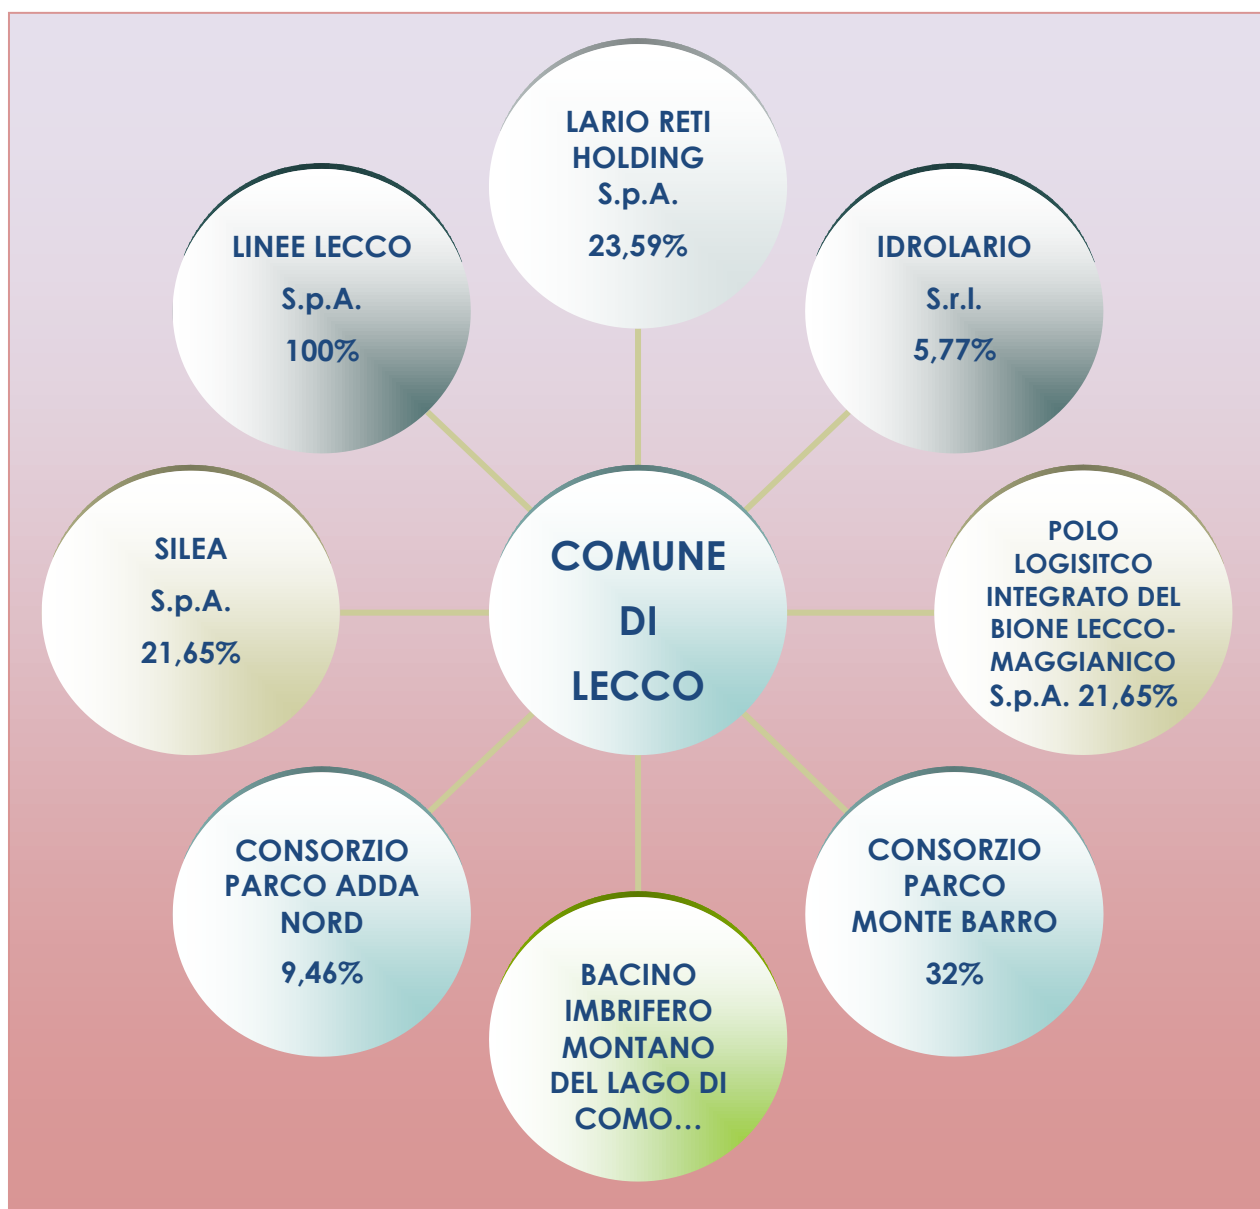 LARIO RETI
HOLDING
S.p.A.
23,59%
LINEE LECCO
S.p.A.
100%
IDROLARIO
S.r.l.
5,77%
SILEA
S.p.A.
21,65%
COMUNE
DI
LECCO
POLO
LOGISITCO
INTEGRATO DEL
BIONE LECCO-
MAGGIANICO
S.p.A. 21,65%
CONSORZIO
PARCO ADDA
NORD
9,46%
CONSORZIO
PARCO
MONTE BARRO
32%
BACINO
IMBRIFERO
MONTANO
DEL LAGO DI
COMO…